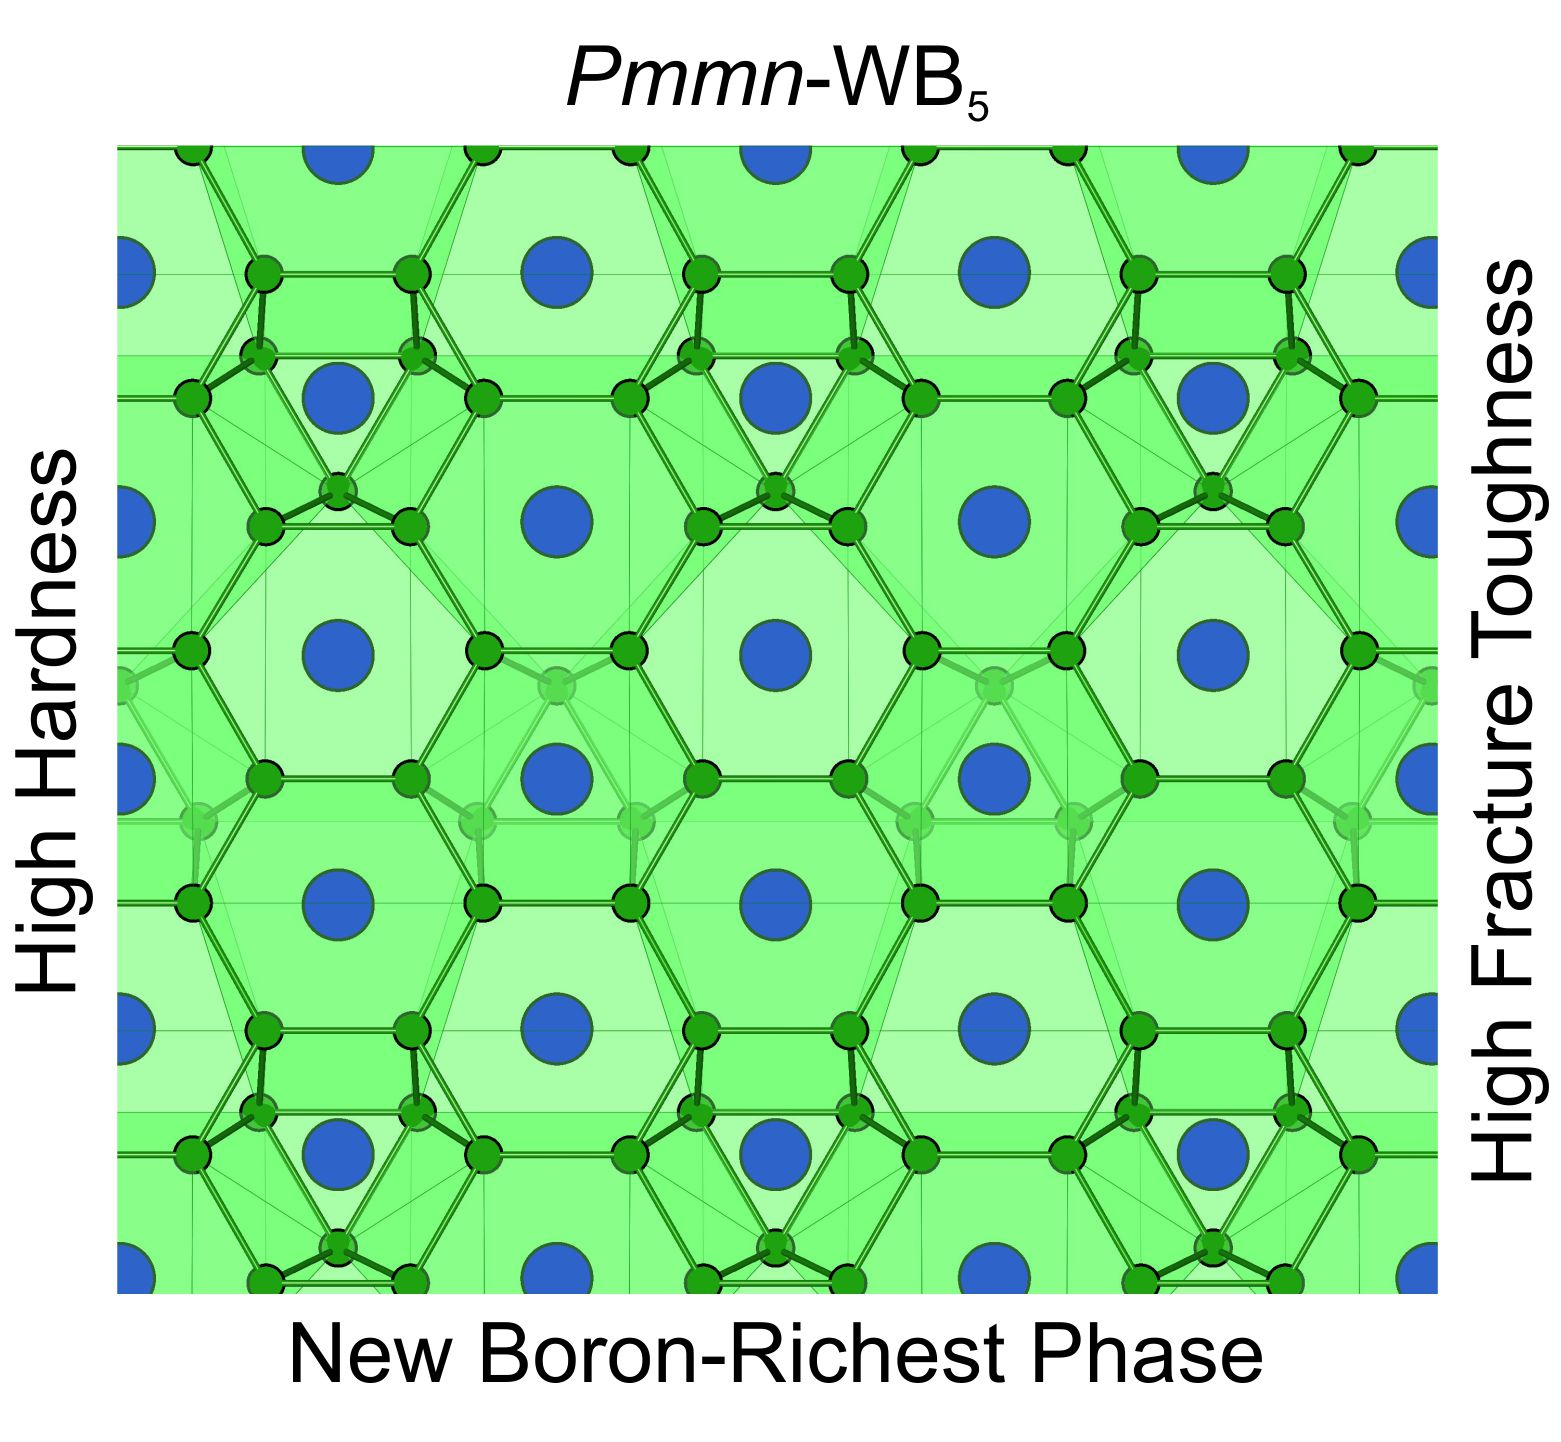 Pmmn-WB₅
High Hardness
High Fracture Toughness
New Boron-Richest Phase